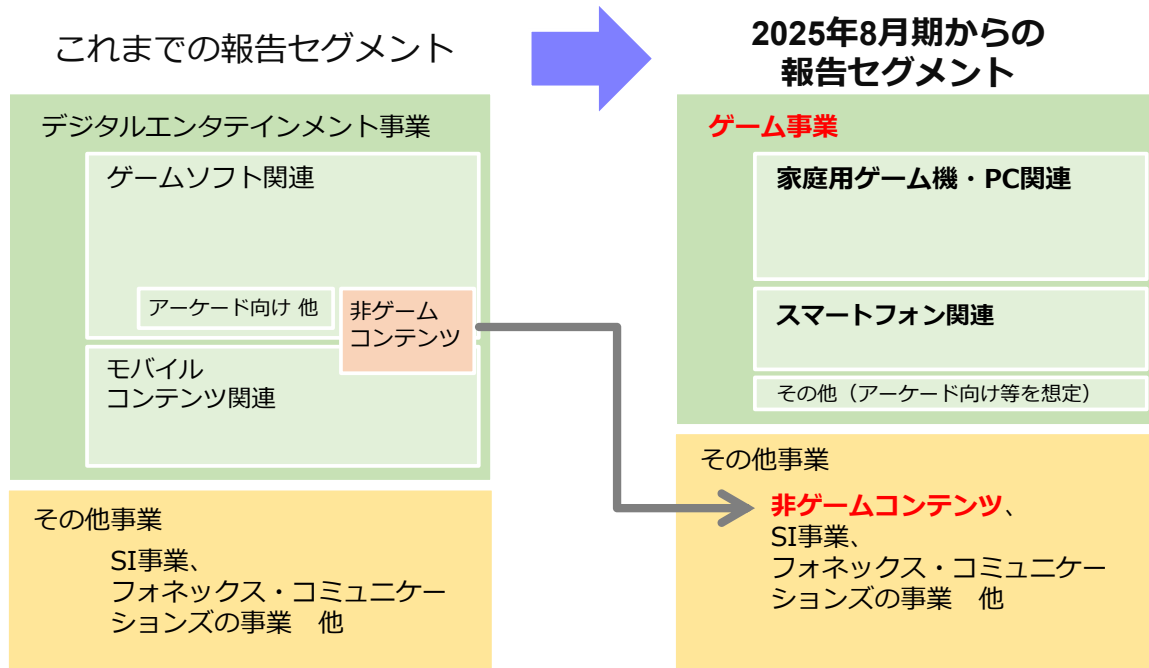 これまでの報告セグメント
デジタルエンタテインメント事業
ゲームソフト関連
アーケード向け 他
非ゲーム
コンテンツ
モバイル
コンテンツ関連
その他事業
SI事業、
フォネックス・コミュニケー
ションズの事業　他
2025年8月期からの
報告セグメント
ゲーム事業
家庭用ゲーム機・PC関連
スマートフォン関連
その他（アーケード向け等を想定）
その他事業
非ゲームコンテンツ、
SI事業、
フォネックス・コミュニケー
ションズの事業　他